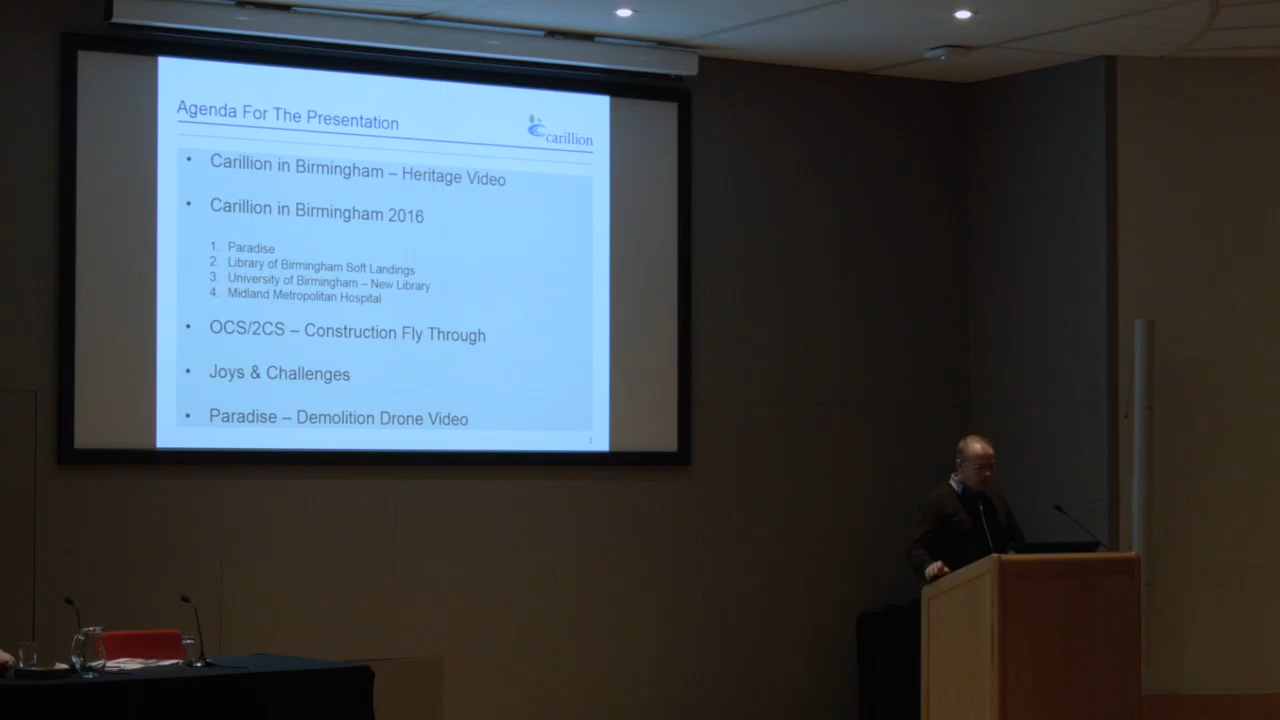 Agenda For The Presentation
carillion
• Carillion in Birmingham – Heritage Video
• Carillion in Birmingham 2016
1. Paradise
2. Library of Birmingham Soft Landings
3. University of Birmingham – New Library
4. Midland Metropolitan Hospital
• OCS/2CS – Construction Fly Through
• Joys & Challenges
• Paradise – Demolition Drone Video
2